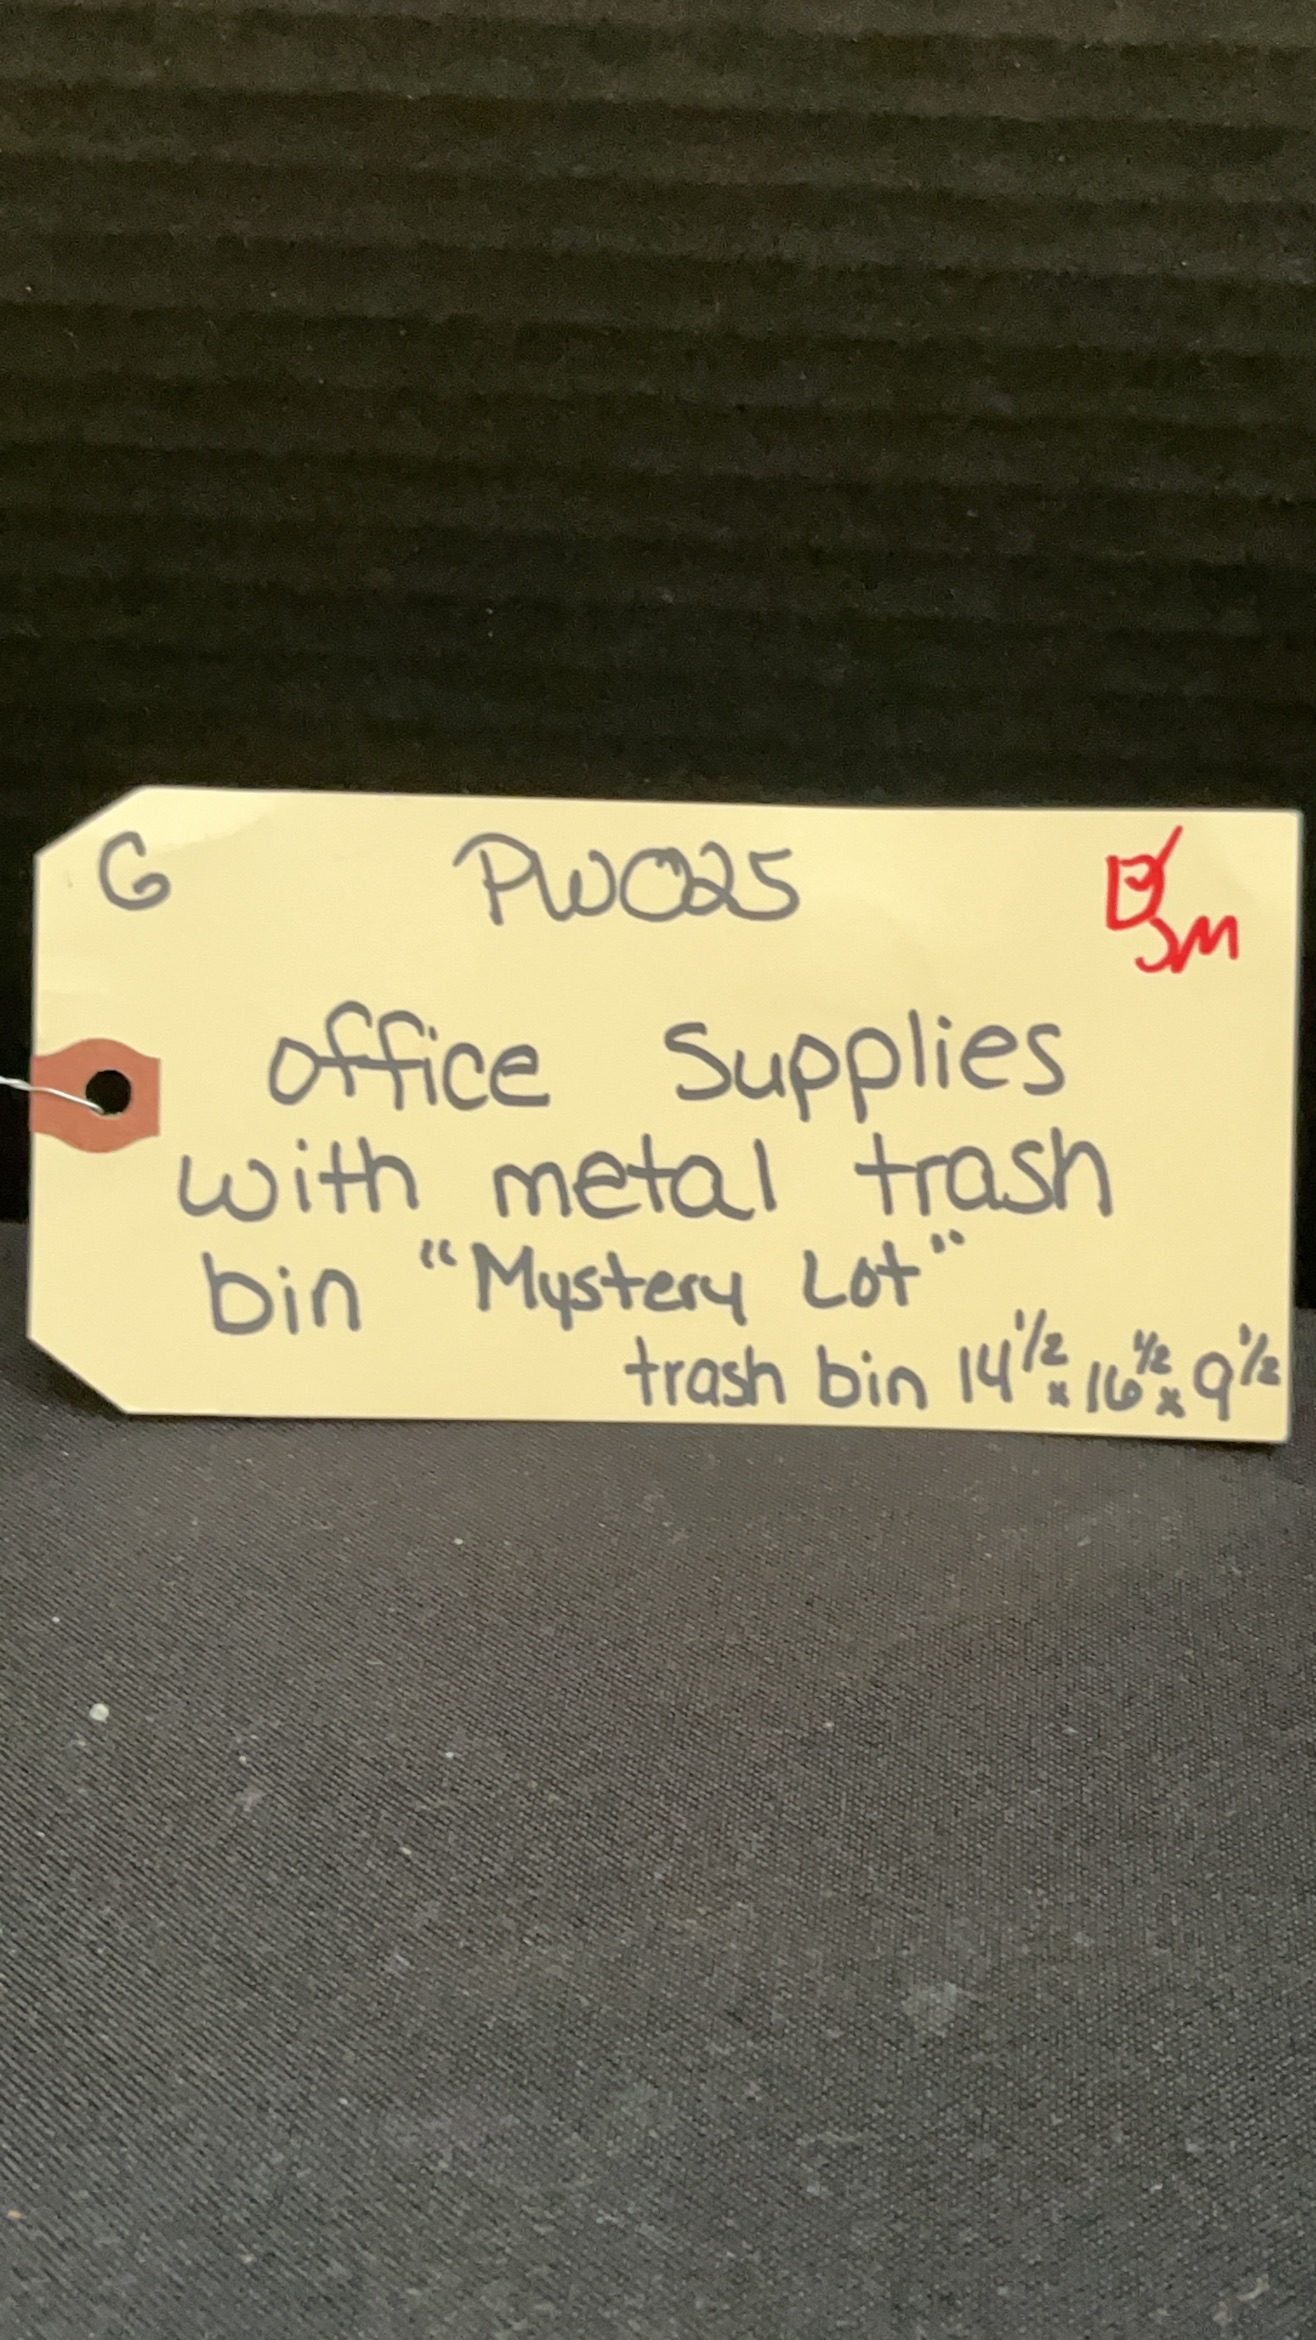 G PW025 ☑
JM
office Supplies
with metal trash
bin "Mystery Lot"
trash bin 14 1/2 x 16 1/2 x 9 1/2